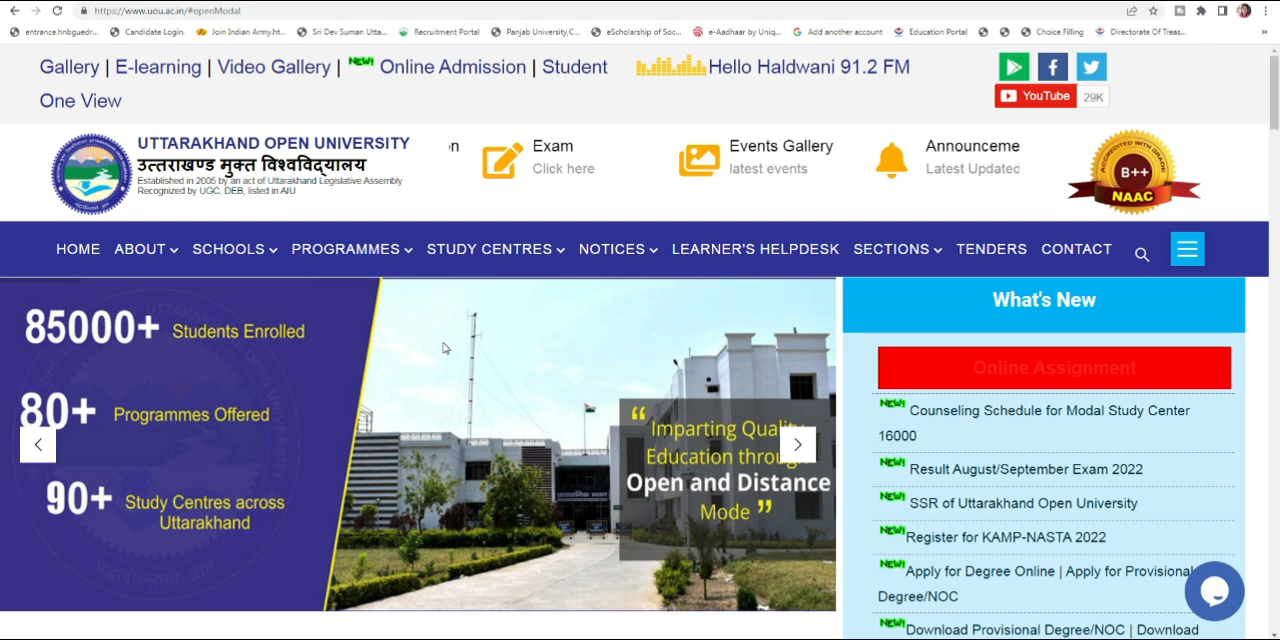 https://www.uou.ac.in/#openModal
entrance.hnbguedr... Candidate Login. Join Indian Army.ht... Sri Dev Suman Utta... Recruitment Portal Panjab University,C... eScholarship of Soc... e-Aadhaar by Uniq... Add another account Education Portal Choice Filling Directorate Of Treas... »
Gallery | E-learning | Video Gallery | NEW! Online Admission | Student
One View
Hello Haldwani 91.2 FM
YouTube 29K
UTTARAKHAND OPEN UNIVERSITY
उत्तराखण्ड मुक्त विश्वविद्यालय
Established in 2005 by an act of Uttarakhand Legislative Assembly
Recognized by UGC, DEB, listed in AIU
on
Exam
Click here
Events Gallery
latest events
Announceme
Latest Updated
ACCREDITED WITH GRADE
B++
NAAC
HOME ABOUT SCHOOLS PROGRAMMES STUDY CENTRES NOTICES LEARNER'S HELPDESK SECTIONS TENDERS CONTACT
85000+ Students Enrolled
80+ Programmes Offered
90+ Study Centres across
Uttarakhand
“ Imparting Quality
Education through
Open and Distance
Mode ”
What's New
Online Assignment
NEW! Counseling Schedule for Modal Study Center
16000
NEW! Result August/September Exam 2022
NEW! SSR of Uttarakhand Open University
NEW! Register for KAMP-NASTA 2022
NEW! Apply for Degree Online | Apply for Provisional
Degree/NOC
NEW! Download Provisional Degree/NOC | Download